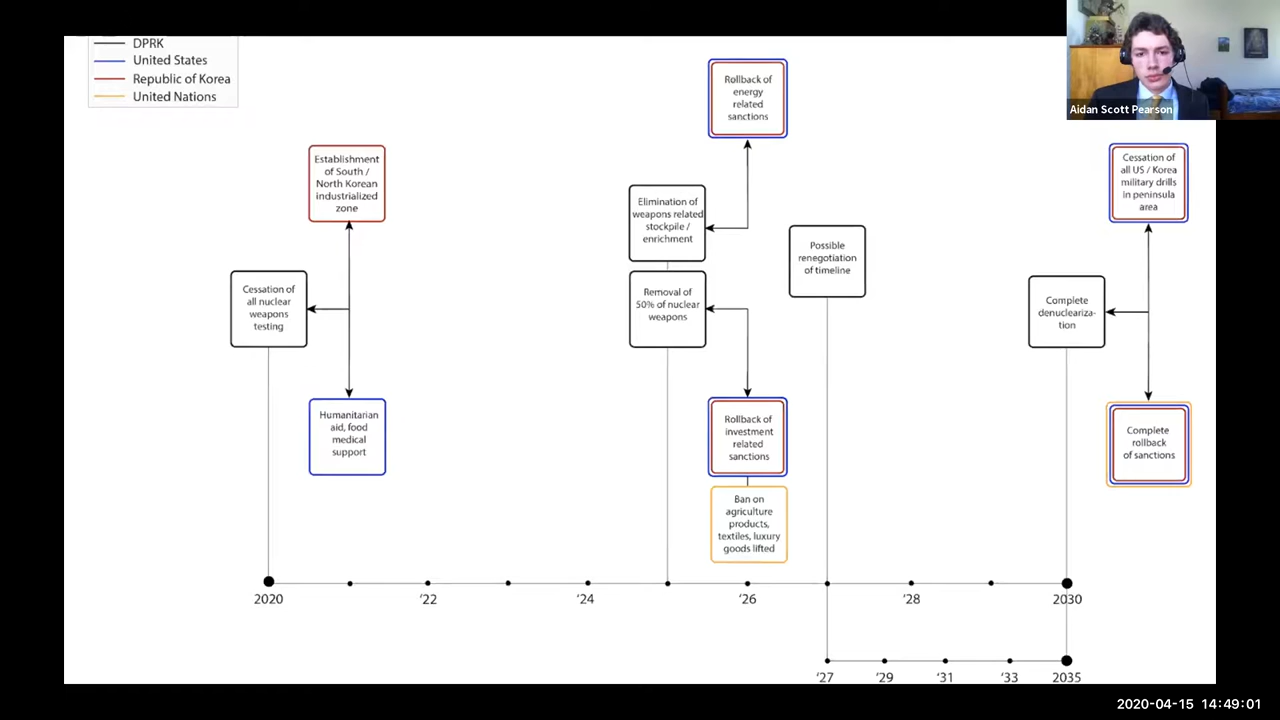 DPRK
United States
Republic of Korea
United Nations
Aidan Scott Pearson
Rollback of
energy
related
sanctions
Establishment
of South /
North Korean
industrialized
zone
Cessation of
all US / Korea
military drills
in peninsula
area
Elimination of
weapons related
stockpile /
enrichment
Possible
renegotiation
of timeline
Cessation of
all nuclear
weapons
testing
Removal of
50% of nuclear
weapons
Complete
denucleariza-
tion
Humanitarian
aid, food
medical
support
Rollback of
investment
related
sanctions
Complete
rollback
of sanctions
Ban on
agriculture
products,
textiles, luxury
goods lifted
2020 ‘22 ‘24 ‘26 ‘28 2030
‘27 ‘29 ‘31 ‘33 2035
2020-04-15 14:49:01